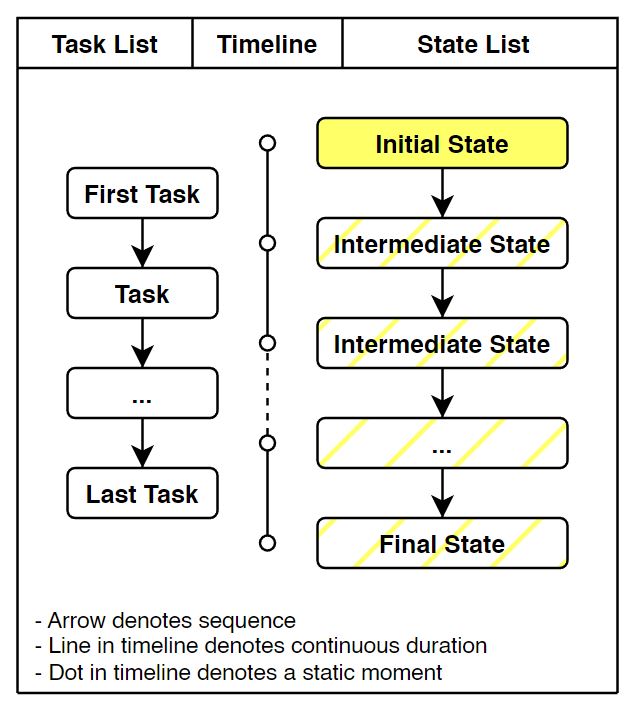 Task List
Timeline
State List
First Task
Task
...
Last Task
Initial State
Intermediate State
Intermediate State
...
Final State
- Arrow denotes sequence
- Line in timeline denotes continuous duration
- Dot in timeline denotes a static moment